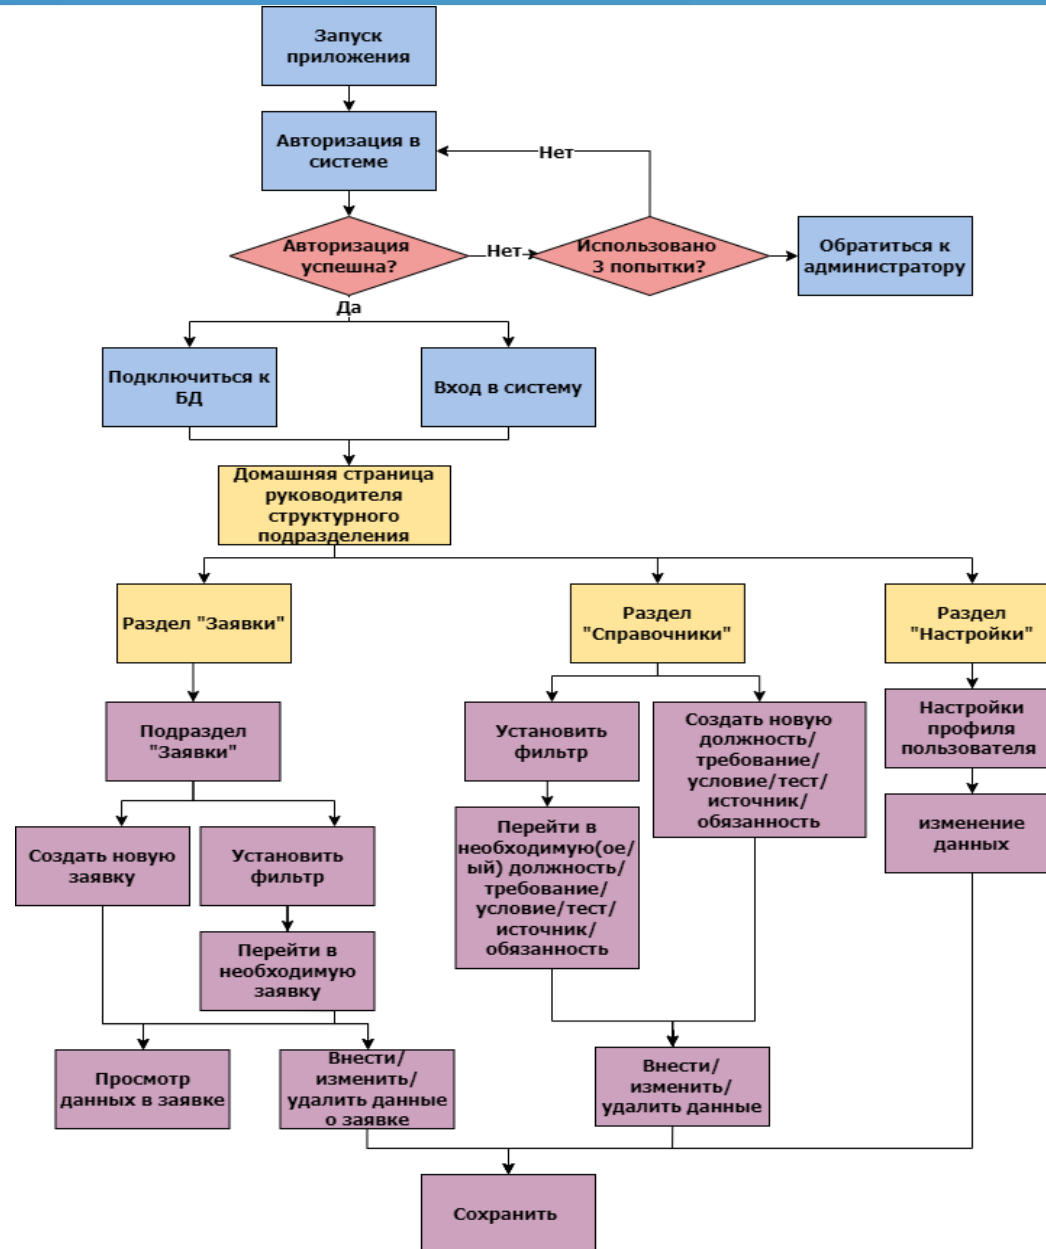 Запуск
приложения
Авторизация в
системе
Нет
Авторизация
успешна?
Нет
Использовано
3 попытки?
Обратиться к
администратору
Да
Подключиться к
БД
Вход в систему
Домашняя страница
руководителя
структурного
подразделения
Раздел "Заявки"
Раздел
"Справочники"
Раздел
"Настройки"
Подраздел
"Заявки"
Установить
фильтр
Создать новую
должность/
требование/
условие/тест/
источник/
обязанность
Настройки
профиля
пользователя
Создать новую
заявку
Установить
фильтр
Перейти в
необходимую(ое/
ый) должность/
требование/
условие/тест/
источник/
обязанность
изменение
данных
Перейти в
необходимую
заявку
Просмотр
данных в заявке
Внести/
изменить/
удалить данные
о заявке
Внести/
изменить/
удалить данные
Сохранить